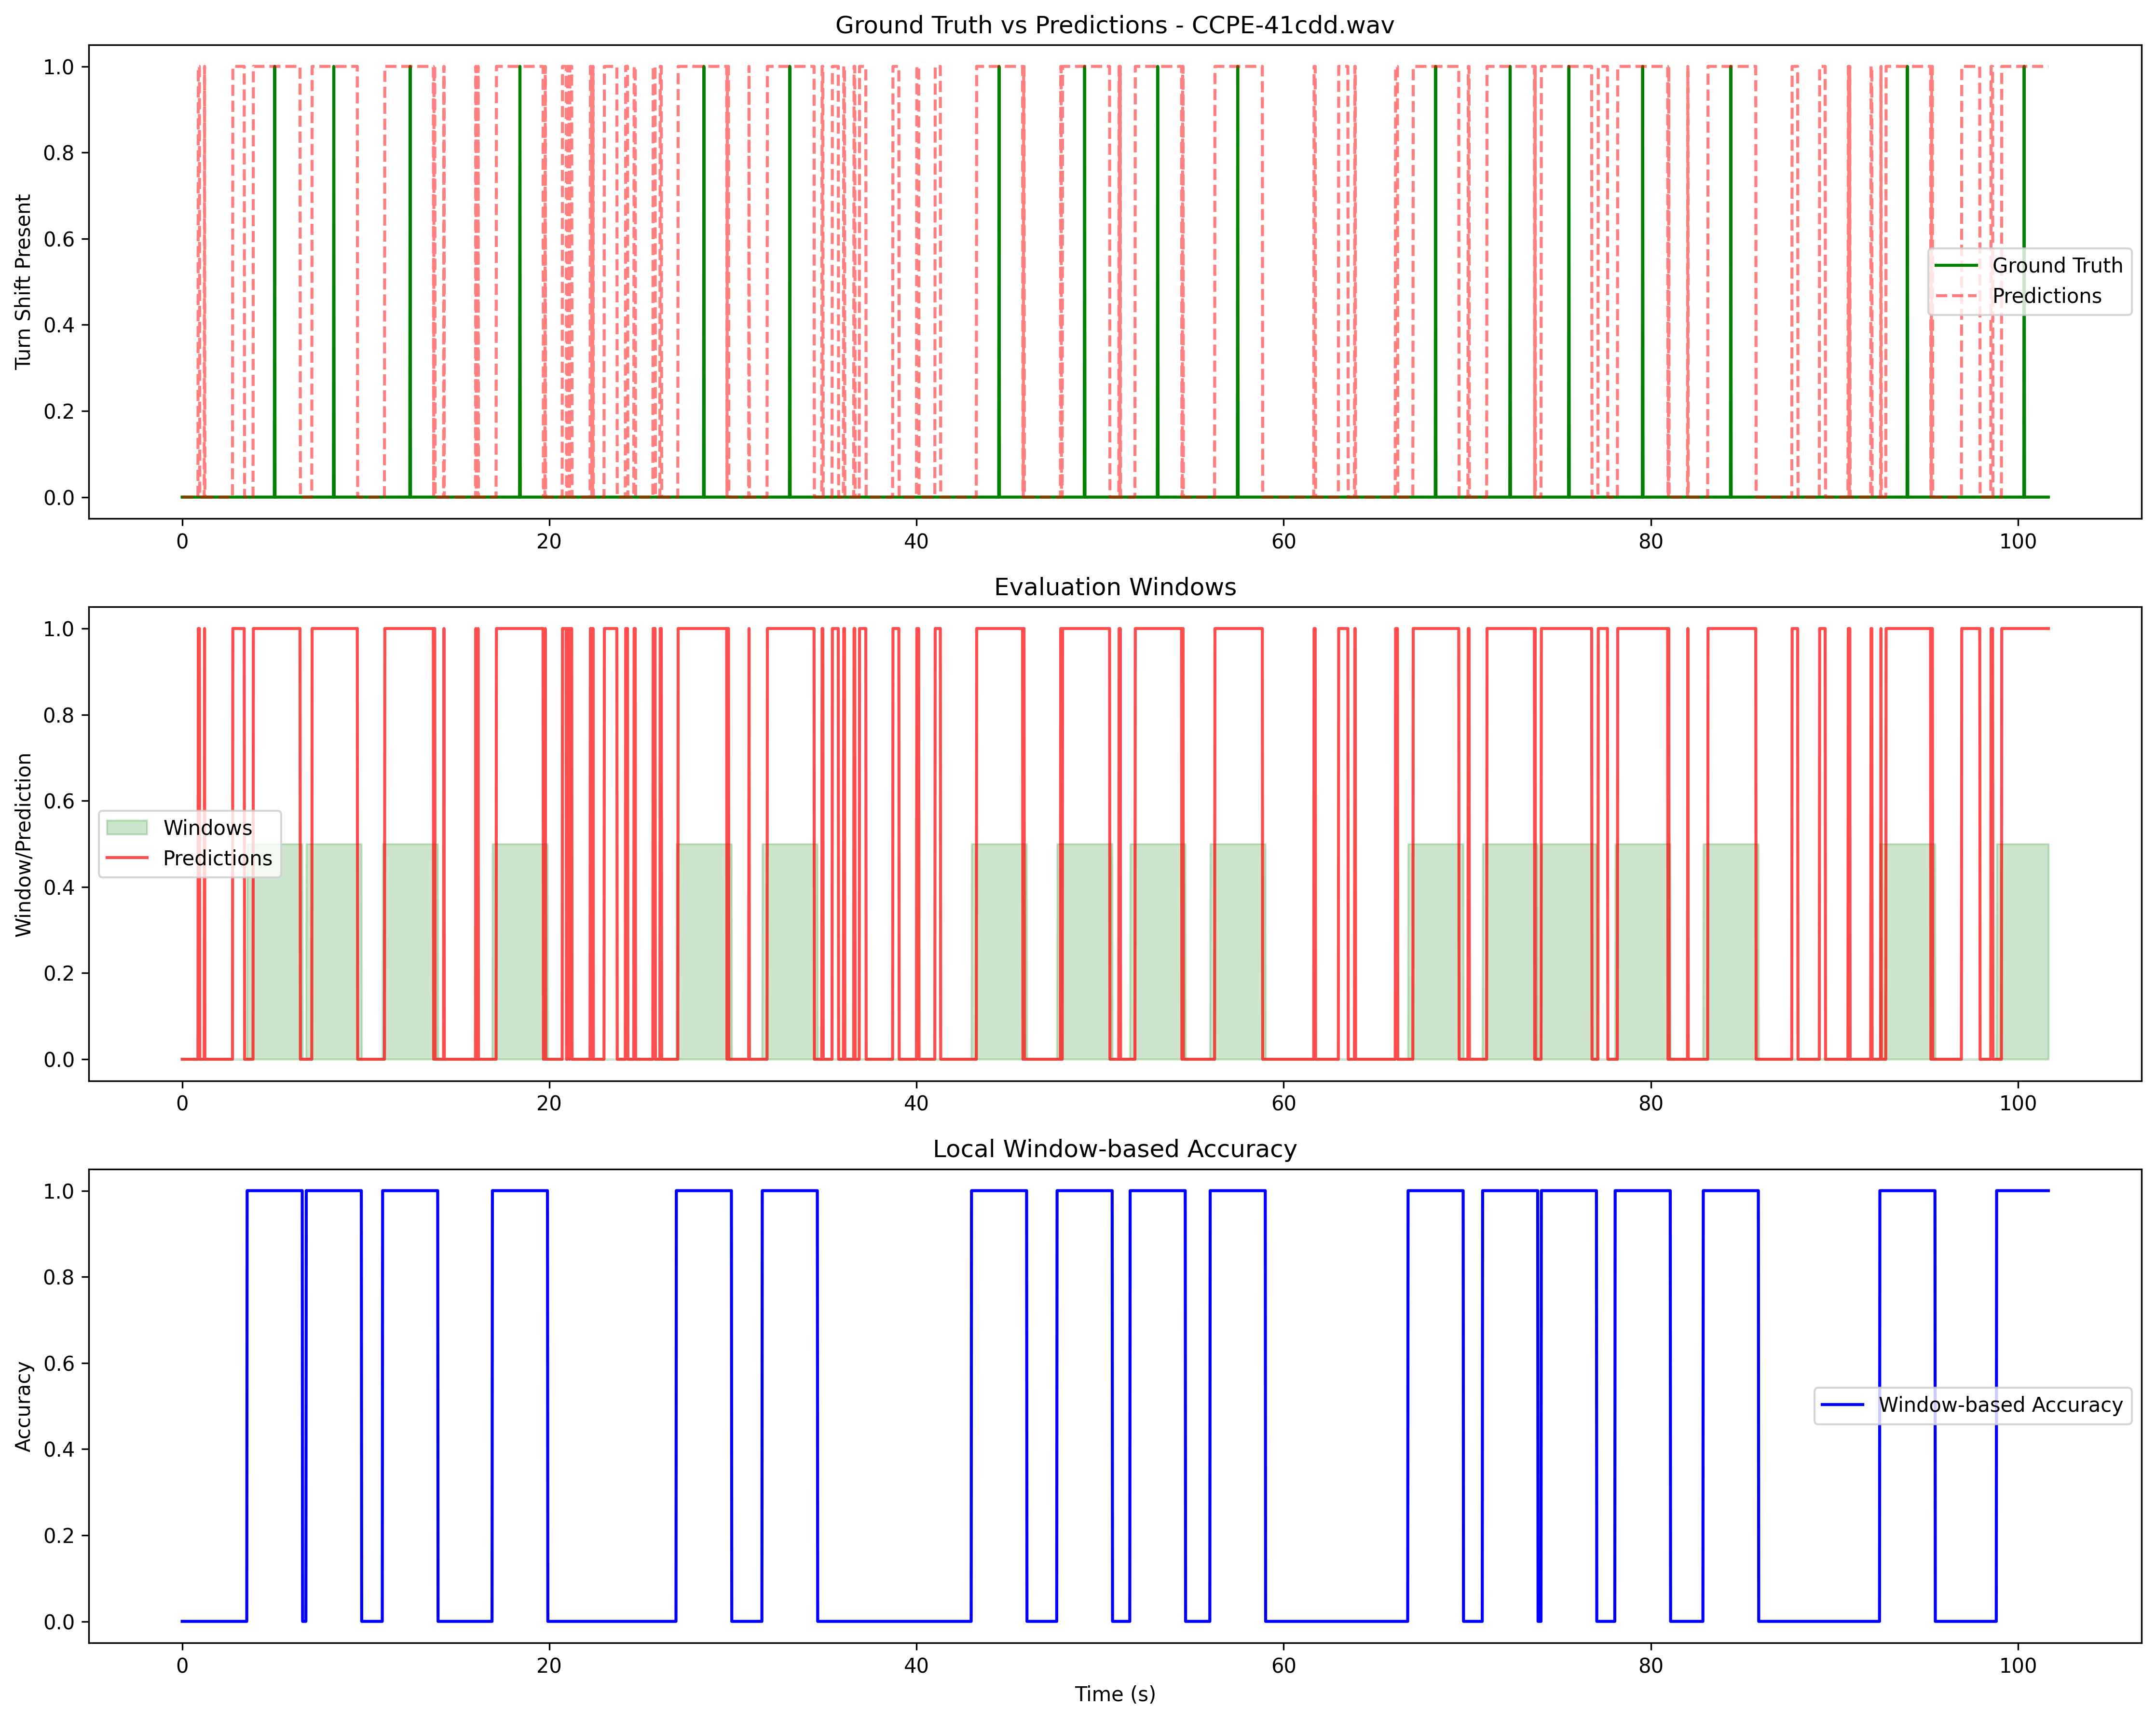 Ground Truth vs Predictions - CCPE-41cdd.wav
Turn Shift Present
1.0
0.8
0.6
0.4
0.2
0.0
Ground Truth
Predictions
0 20 40 60 80 100
Evaluation Windows
Window/Prediction
1.0
0.8
0.6
0.4
0.2
0.0
Windows
Predictions
0 20 40 60 80 100
Local Window-based Accuracy
Accuracy
1.0
0.8
0.6
0.4
0.2
0.0
Window-based Accuracy
0 20 40 60 80 100
Time (s)